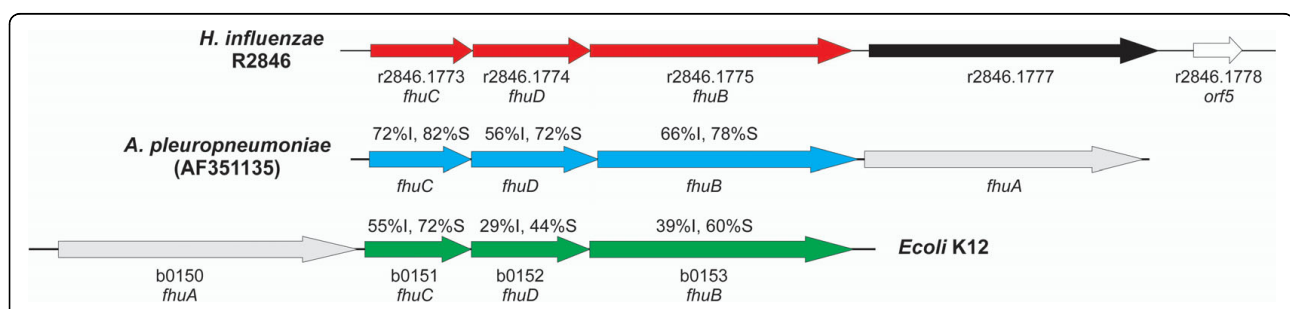 H. influenzae
R2846
r2846.1773 r2846.1774 r2846.1775 r2846.1777 r2846.1778
fhuC fhuD fhuB orf5
72%I, 82%S 56%I, 72%S 66%I, 78%S
A. pleuropneumoniae
(AF351135)
fhuC fhuD fhuB fhuA
55%I, 72%S 29%I, 44%S 39%I, 60%S
Ecoli K12
b0150 b0151 b0152 b0153
fhuA fhuC fhuD fhuB